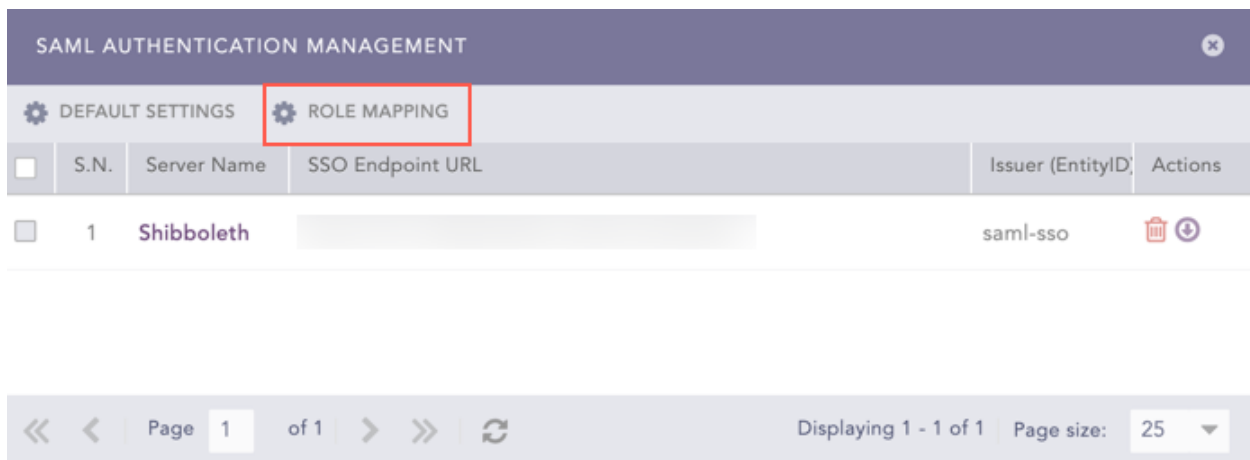 SAML AUTHENTICATION MANAGEMENT
DEFAULT SETTINGS ROLE MAPPING
S.N. Server Name SSO Endpoint URL Issuer (EntityID) Actions
1 Shibboleth saml-sso
Page 1 of 1 Displaying 1 - 1 of 1 Page size: 25